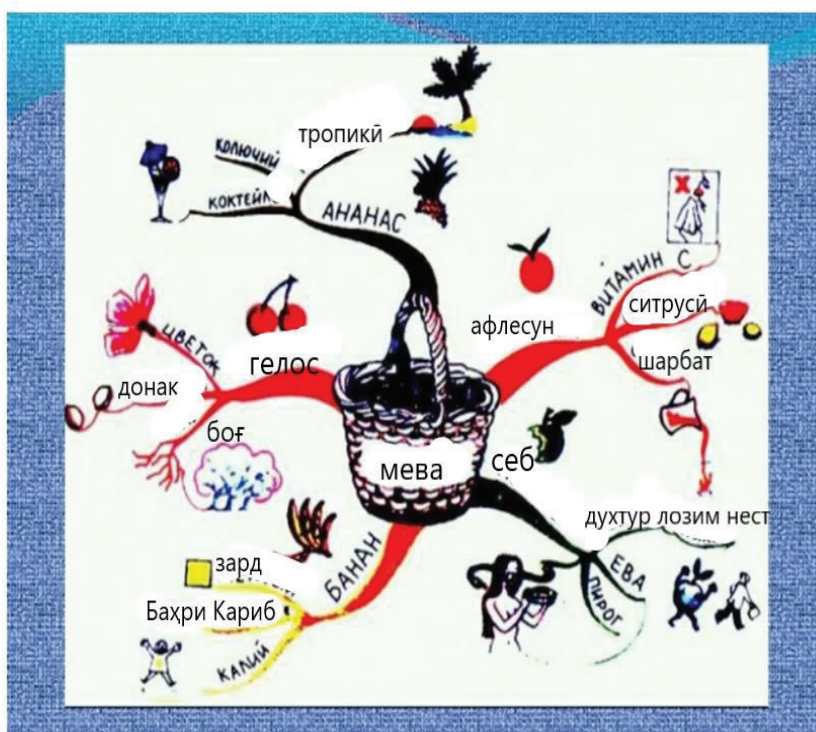 тропикӣ
колючий
коктейл
АНАНАС
ВИТАМИН С
ситрусӣ
афлесун
шарбат
ЦВЕТОК
гелос
донак
боғ
мева
себ
духтур лозим нест
ЕВА
ПИРОГ
БАНАН
зард
Баҳри Кариб
КАЛИЙ